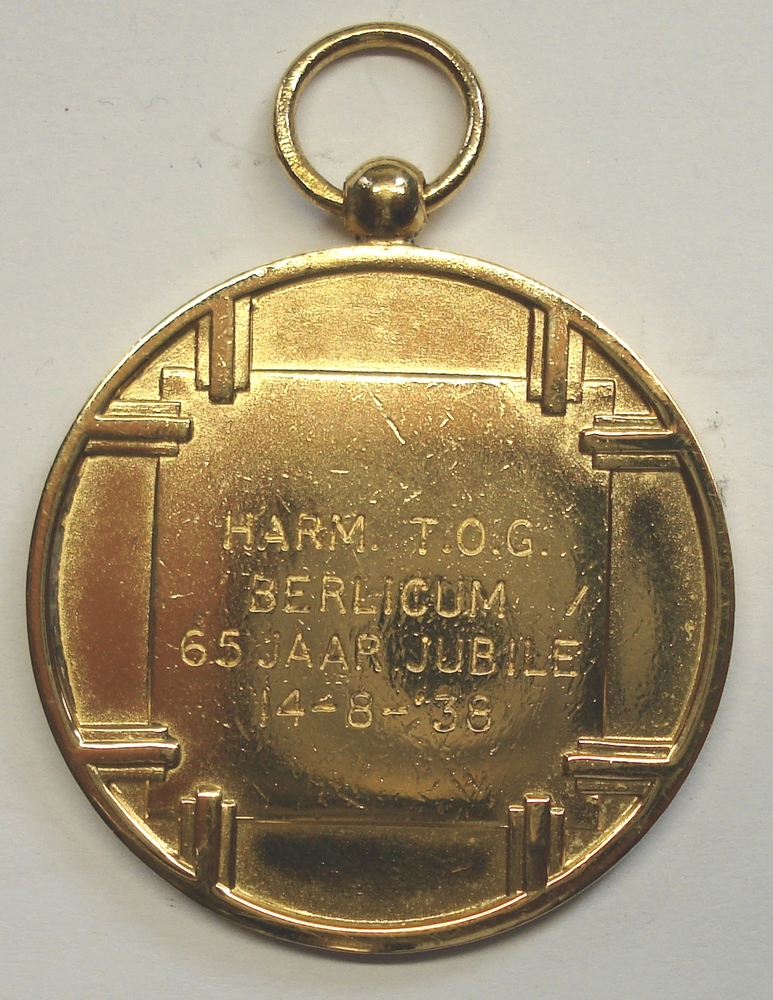 HARM. T.O.G.
BERLICUM
65 JAAR JUBILE
14-8-'38